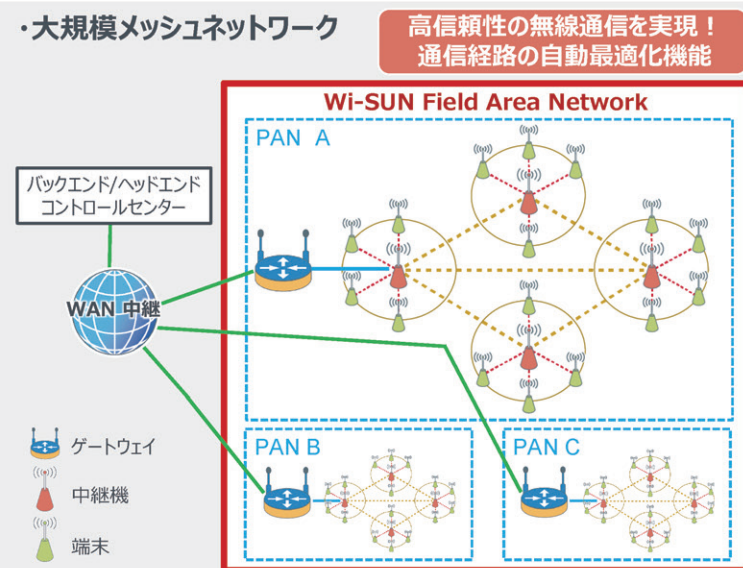 ・大規模メッシュネットワーク
高信頼性の無線通信を実現！
通信経路の自動最適化機能
Wi-SUN Field Area Network
PAN A
バックエンド/ヘッドエンド
コントロールセンター
WAN 中継
PAN B
PAN C
ゲートウェイ
中継機
端末